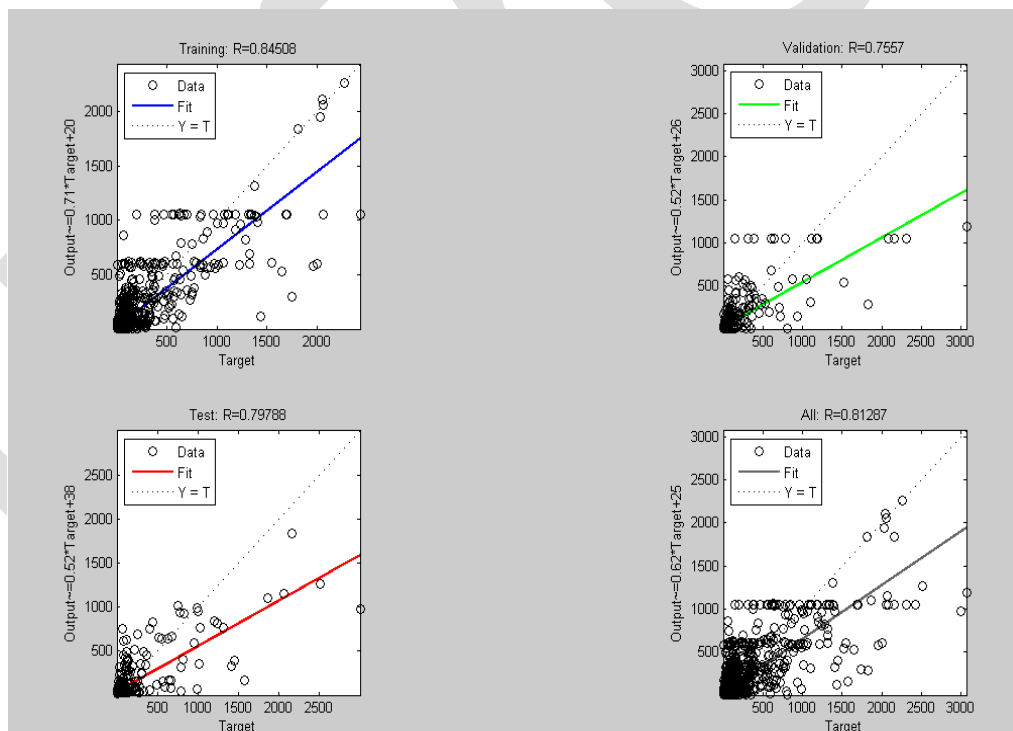 Training: R=0.84508
Output~=0.71*Target+20
2000
1500
1000
500
Data
Fit
Y = T
500 1000 1500 2000
Target
Validation: R=0.7557
Output~=0.52*Target+26
3000
2500
2000
1500
1000
500
Data
Fit
Y = T
500 1000 1500 2000 2500 3000
Target
Test: R=0.79788
Output~=0.52*Target+38
2500
2000
1500
1000
500
Data
Fit
Y = T
500 1000 1500 2000 2500
Target
All: R=0.81287
Output~=0.62*Target+25
3000
2500
2000
1500
1000
500
Data
Fit
Y = T
500 1000 1500 2000 2500 3000
Target